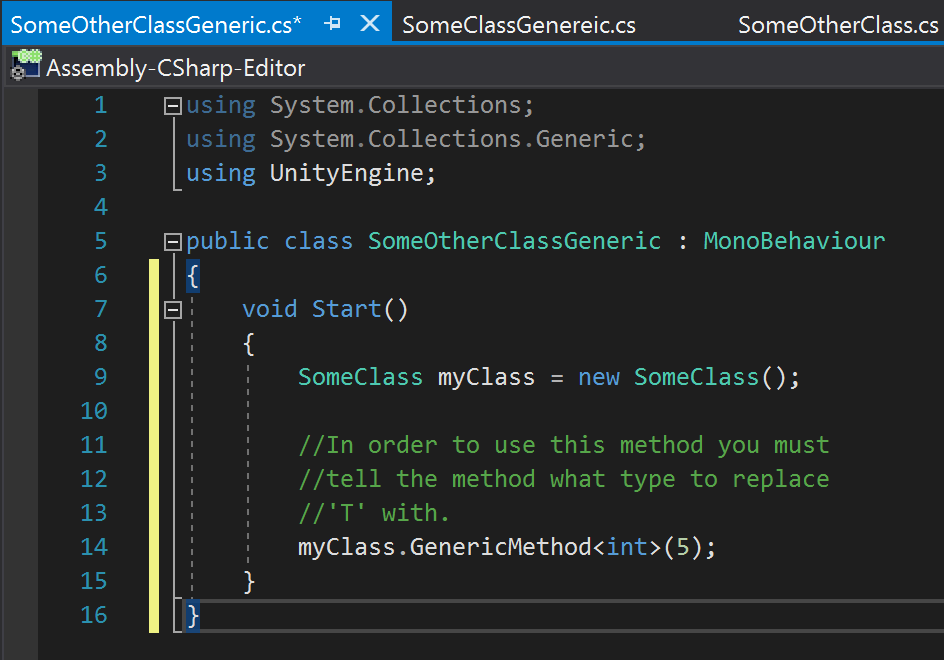 SomeOtherClassGeneric.cs* SomeClassGenereic.cs SomeOtherClass.cs
Assembly-CSharp-Editor
1 using System.Collections;
2 using System.Collections.Generic;
3 using UnityEngine;
4
5 public class SomeOtherClassGeneric : MonoBehaviour
6 {
7 void Start()
8 {
9 SomeClass myClass = new SomeClass();
10
11 //In order to use this method you must
12 //tell the method what type to replace
13 //'T' with.
14 myClass.GenericMethod<int>(5);
15 }
16 }